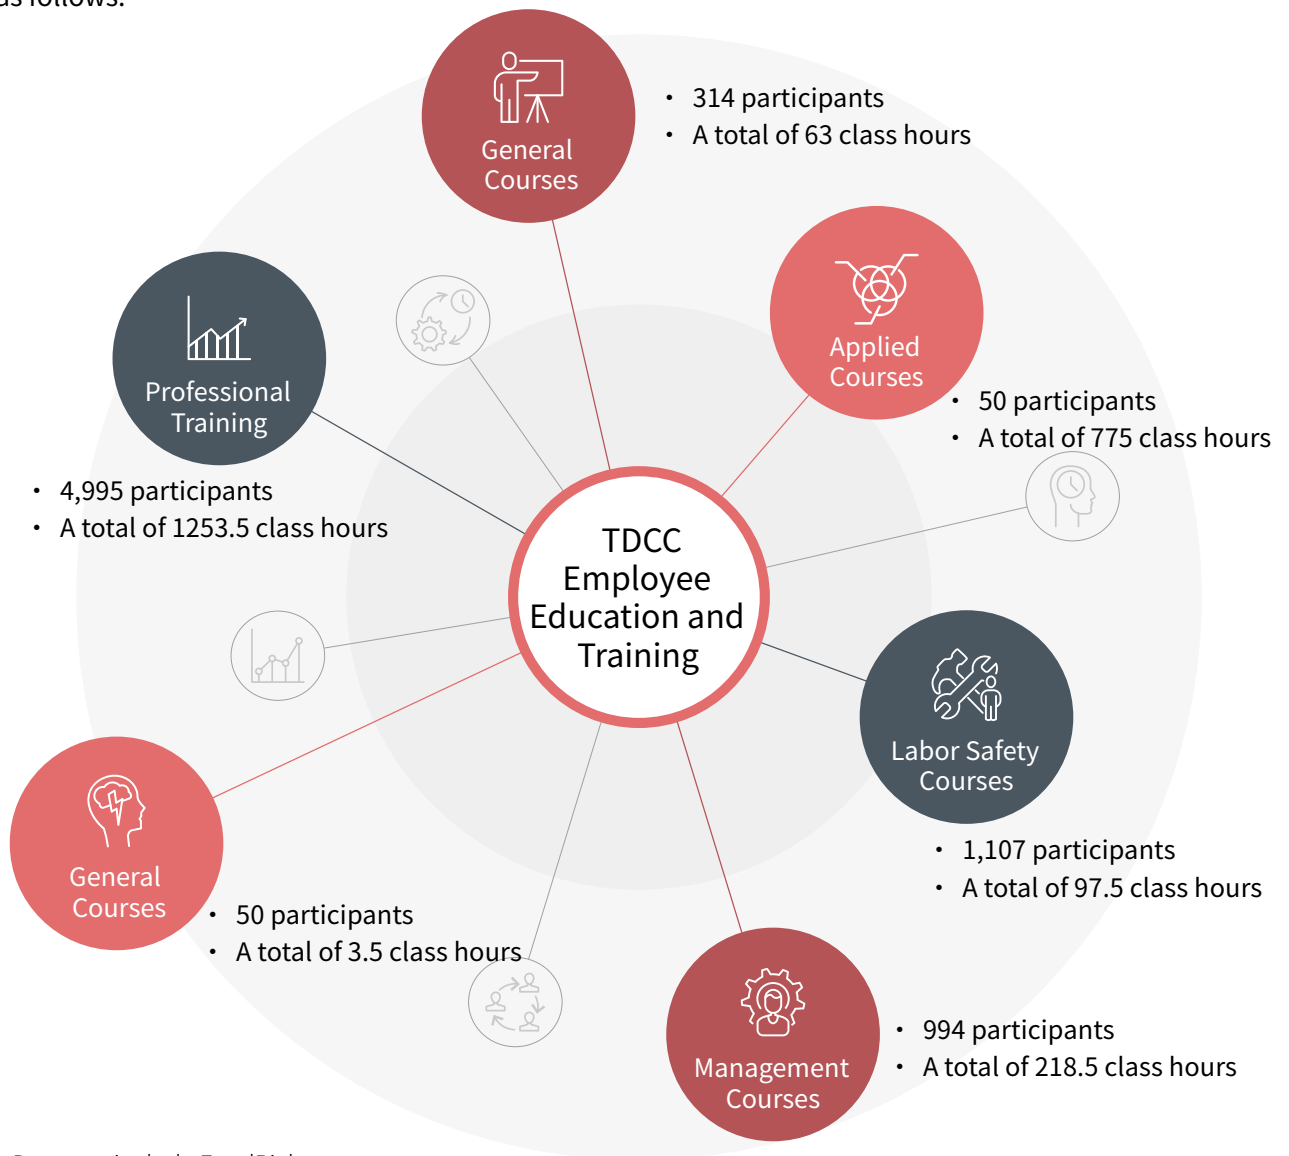 as follows:
General
Courses
• 314 participants
• A total of 63 class hours
Applied
Courses
• 50 participants
• A total of 775 class hours
Professional
Training
• 4,995 participants
• A total of 1253.5 class hours
TDCC
Employee
Education and
Training
Labor Safety
Courses
• 1,107 participants
• A total of 97.5 class hours
General
Courses
• 50 participants
• A total of 3.5 class hours
Management
Courses
• 994 participants
• A total of 218.5 class hours